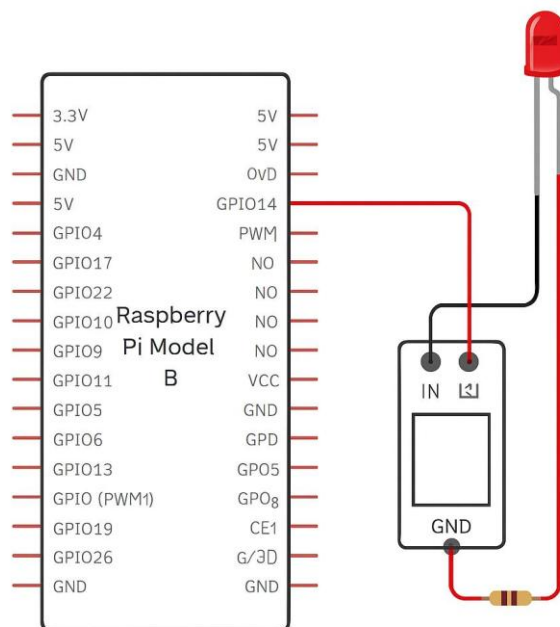 3.3V
5V
GND
5V
GPIO4
GPIO17
GPIO22
GPIO10
GPIO9
GPIO11
GPIO5
GPIO6
GPIO13
GPIO (PWM1)
GPIO19
GPIO26
GND
Raspberry
Pi Model
B
5V
5V
OVD
GPIO14
PWM
NO
NO
NO
NO
VCC
GND
GPD
GPO5
GPO₈
CE1
G/3D
GND
IN
GND